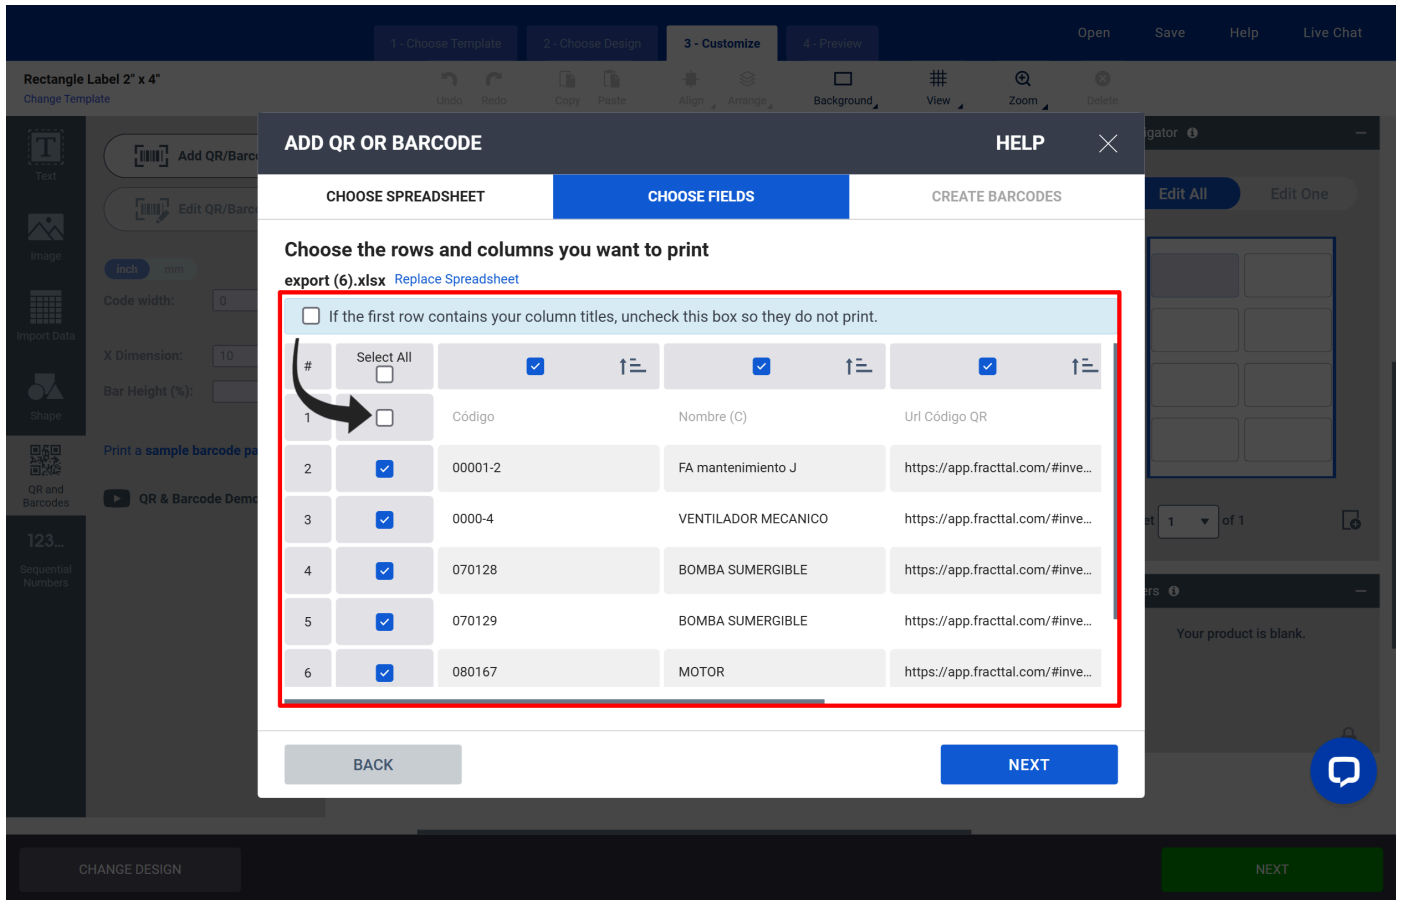 1 - Choose Template
2 - Choose Design
3 - Customize
4 - Preview
Open
Save
Help
Live Chat
Rectangle Label 2" x 4"
Change Template
Undo
Redo
Copy
Paste
Align
Arrange
Background
View
Zoom
Delete
Text
Image
Import Data
Shape
QR and
Barcodes
123...
Sequential
Numbers
Add QR/Barc
Edit QR/Barc
inch
mm
Code width:
0
X Dimension:
10
Bar Height (%):
Print a sample barcode pa
QR & Barcode Demo
ADD QR OR BARCODE
HELP
CHOOSE SPREADSHEET
CHOOSE FIELDS
CREATE BARCODES
Choose the rows and columns you want to print
export (6).xlsx Replace Spreadsheet
If the first row contains your column titles, uncheck this box so they do not print.
# Select All
1 Código Nombre (C) Url Código QR
2 00001-2 FA mantenimiento J https://app.fracttal.com/#inve...
3 0000-4 VENTILADOR MECANICO https://app.fracttal.com/#inve...
4 070128 BOMBA SUMERGIBLE https://app.fracttal.com/#inve...
5 070129 BOMBA SUMERGIBLE https://app.fracttal.com/#inve...
6 080167 MOTOR https://app.fracttal.com/#inve...
BACK
NEXT
igator
Edit All
Edit One
et 1 of 1
ers
Your product is blank.
CHANGE DESIGN
NEXT